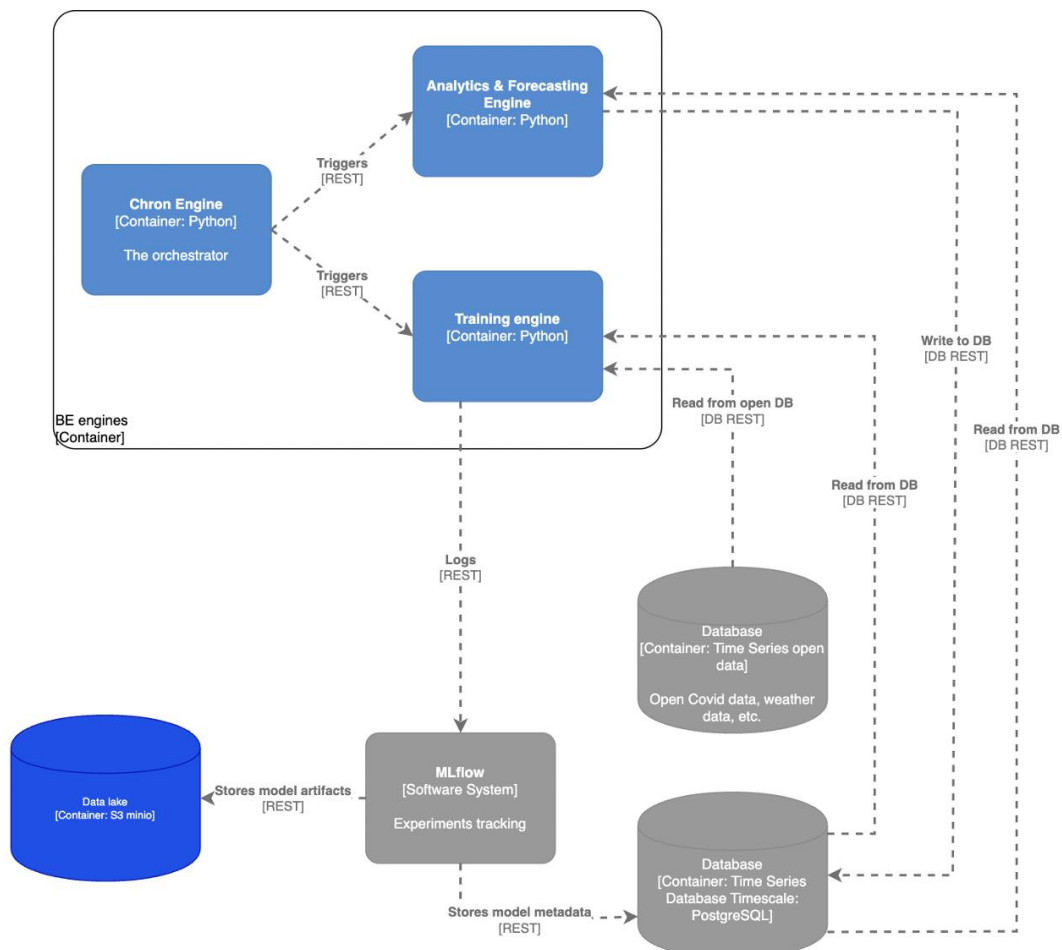 Analytics & Forecasting
Engine
[Container: Python]
Triggers
[REST]
Chron Engine
[Container: Python]
The orchestrator
Triggers
[REST]
Training engine
[Container: Python]
BE engines
[Container]
Write to DB
[DB REST]
Read from open DB
[DB REST]
Read from DB
[DB REST]
Read from DB
[DB REST]
Logs
[REST]
Database
[Container: Time Series open
data]
Open Covid data, weather
data, etc.
Data lake
[Container: S3 minio]
Stores model artifacts
[REST]
MLflow
[Software System]
Experiments tracking
Database
[Container: Time Series
Database Timescale:
PostgreSQL]
Stores model metadata
[REST]